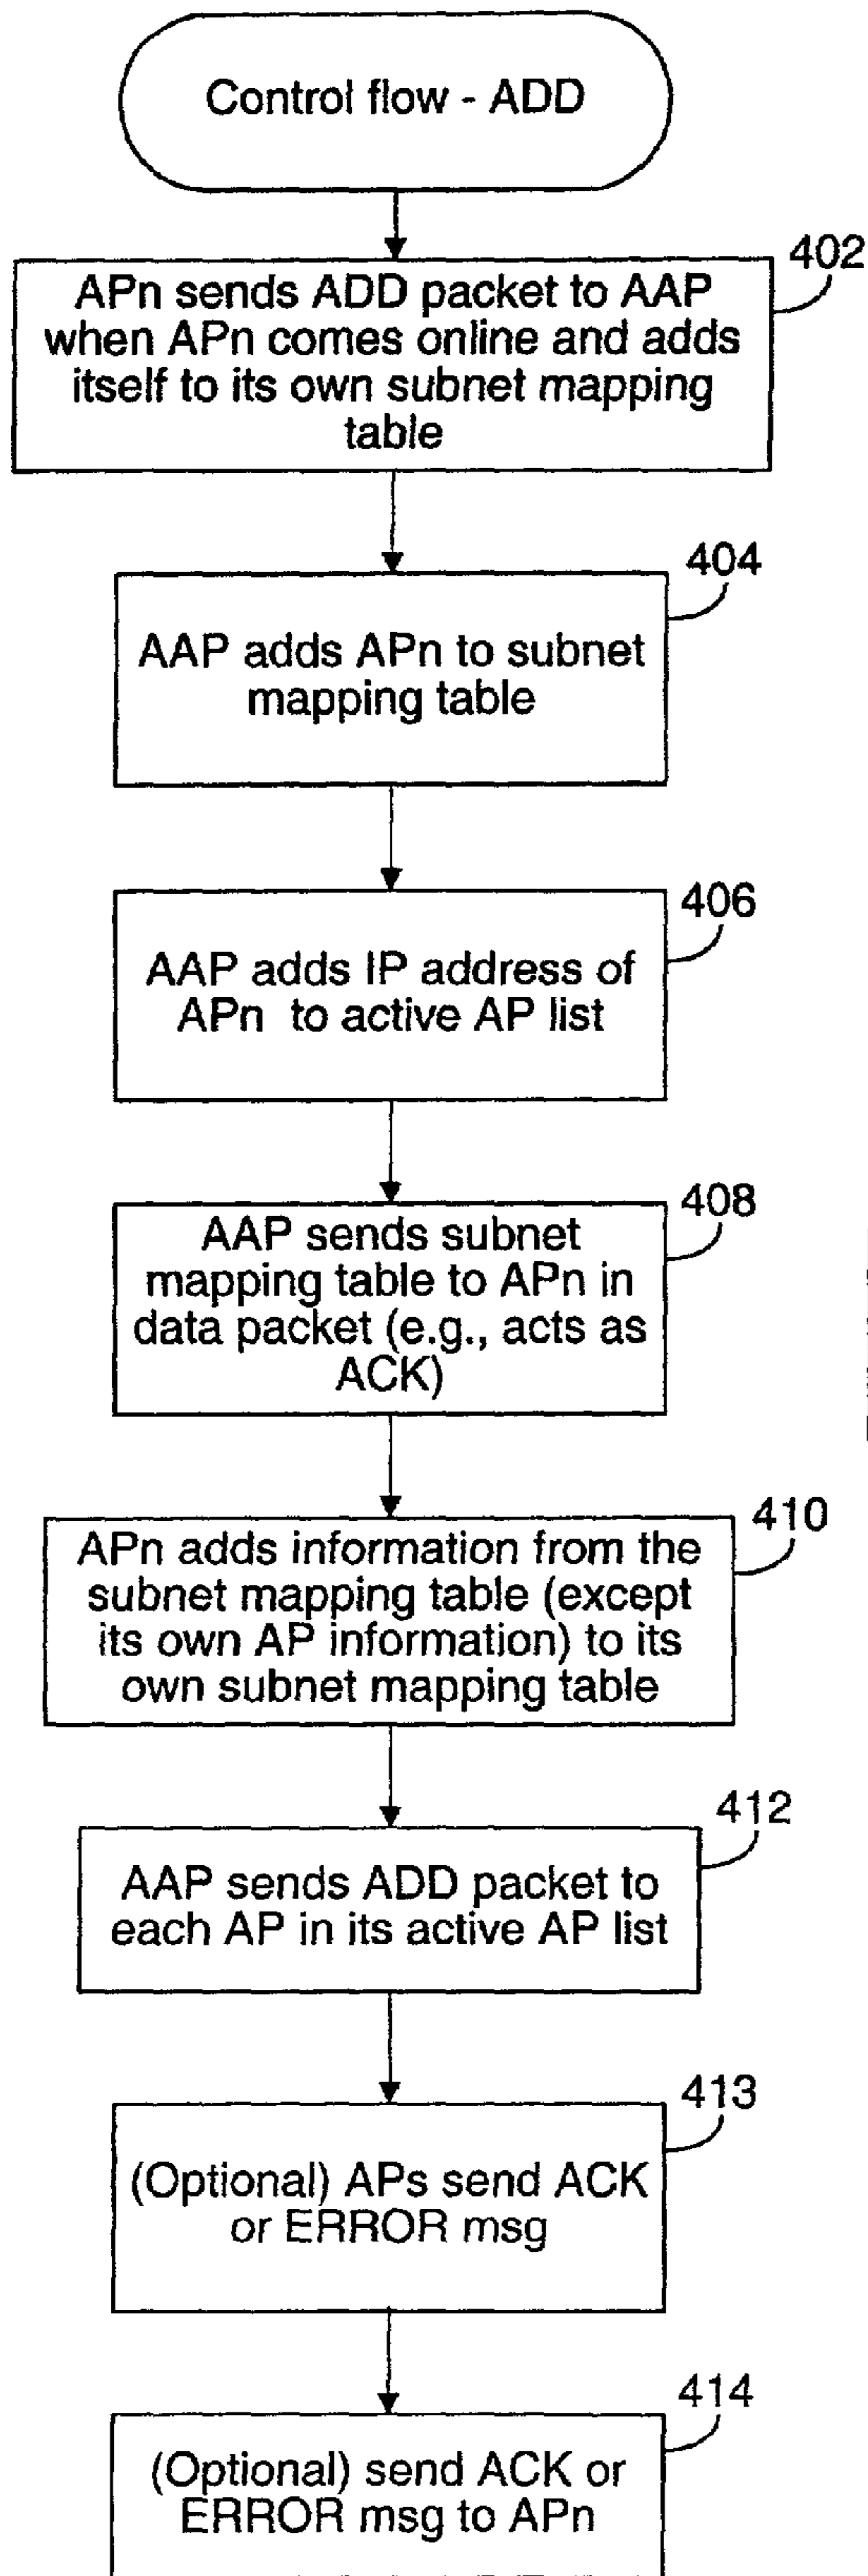 Control flow - ADD
402
APn sends ADD packet to AAP
when APn comes online and adds
itself to its own subnet mapping
table
404
AAP adds APn to subnet
mapping table
406
AAP adds IP address of
APn to active AP list
408
AAP sends subnet
mapping table to APn in
data packet (e.g., acts as
ACK)
410
APn adds information from the
subnet mapping table (except
its own AP information) to its
own subnet mapping table
412
AAP sends ADD packet to
each AP in its active AP list
413
(Optional) APs send ACK
or ERROR msg
414
(Optional) send ACK or
ERROR msg to APn